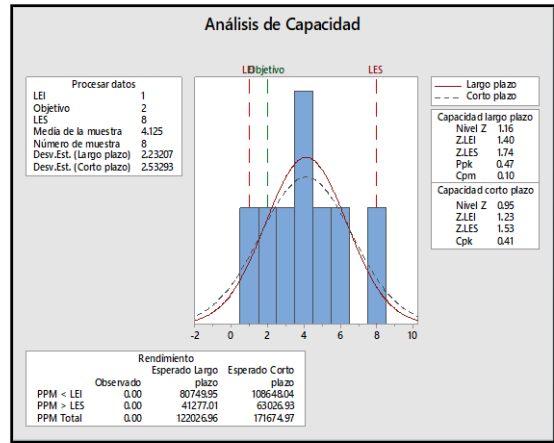 Análisis de Capacidad
Procesar datos
LEI 1
Objetivo 2
LES 8
Media de la muestra 4.125
Número de muestra 8
Desv.Est. (Largo plazo) 2.23207
Desv.Est. (Corto plazo) 2.53293
LEI Objetivo LES
Largo plazo
Corto plazo
Capacidad largo plazo
Nivel Z 1.16
Z.LEI 1.40
Z.LES 1.74
Ppk 0.47
Cpm 0.10
Capacidad corto plazo
Nivel Z 0.95
Z.LEI 1.23
Z.LES 1.53
Cpk 0.41
-2 0 2 4 6 8 10
Rendimiento
Esperado Largo Esperado Corto
Observado plazo plazo
PPM < LEI 0.00 80749.95 108648.04
PPM > LES 0.00 41277.01 63026.93
PPM Total 0.00 122026.96 171674.97